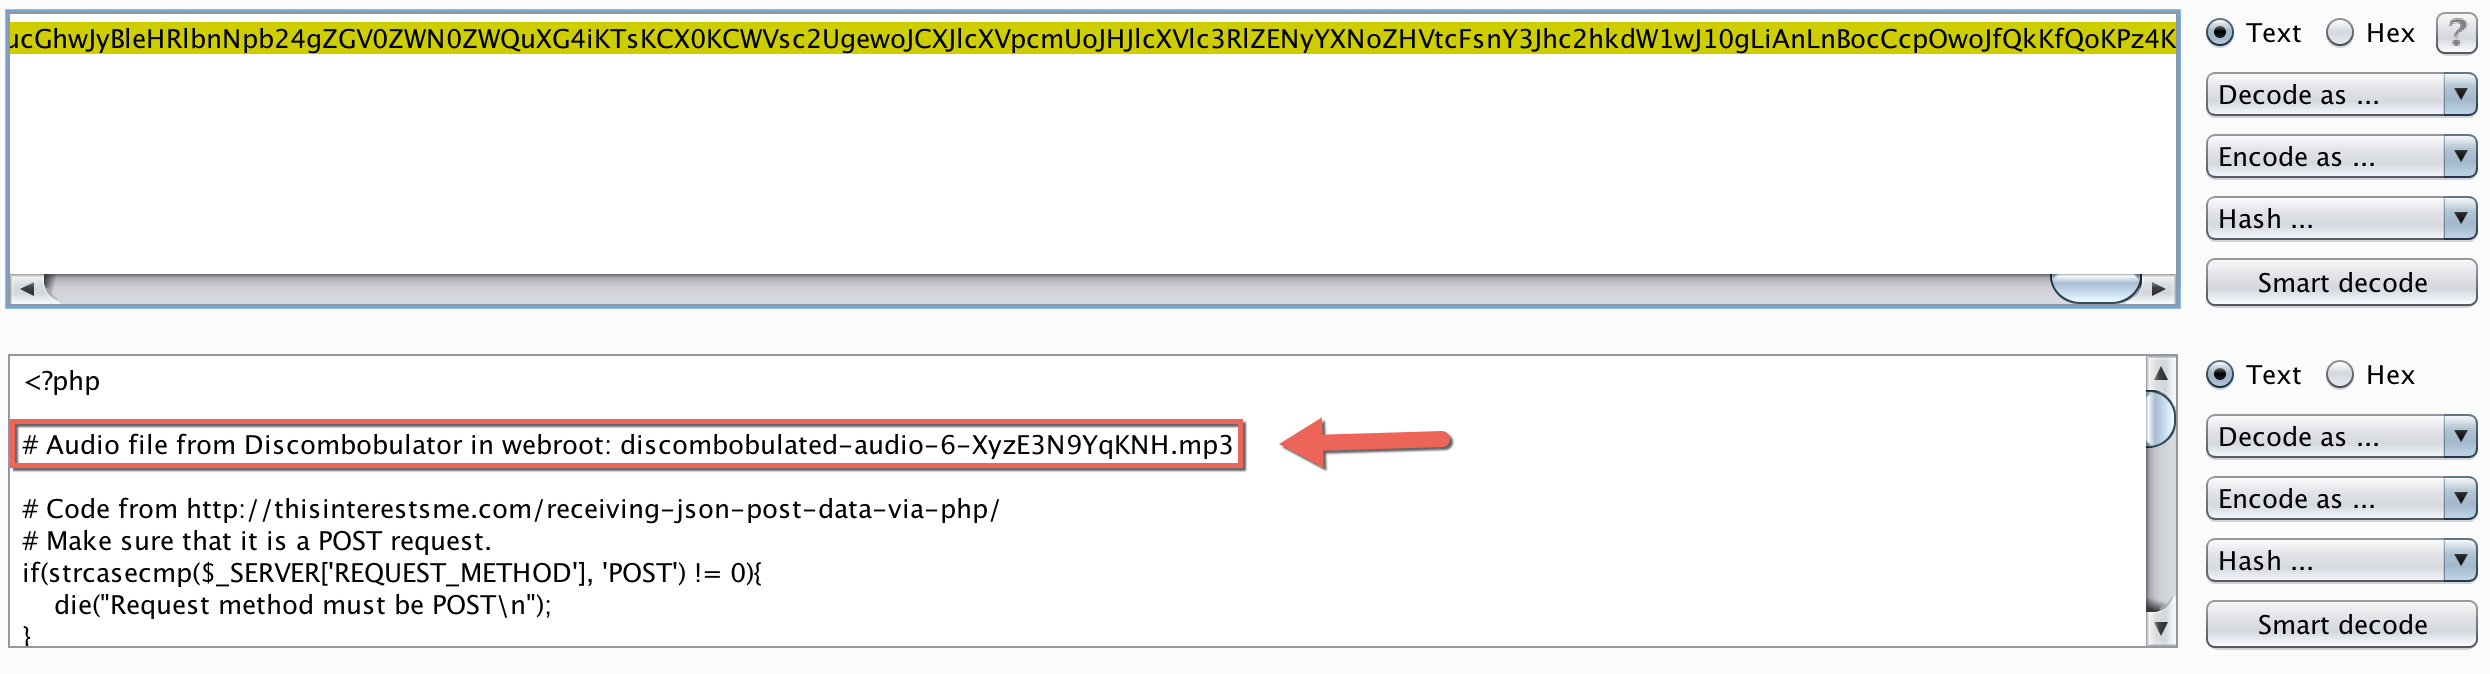 ucGhwJyBleHRlbnNpb24gZGV0ZWN0ZWQuXG4iKTsKCX0KCWVsc2UgewoJCXJlcXVpcmUoJHJlcXVlc3RlZENyYXNoZHVtcFsnY3Jhc2hkdW1wJ10gLiAnLnBocCcpOwoJfQkKfQoKPz4K
Text Hex ?
Decode as ...
Encode as ...
Hash ...
Smart decode
<?php
# Audio file from Discombobulator in webroot: discombobulated-audio-6-XyzE3N9YqKNH.mp3
# Code from http://thisinterestsme.com/receiving-json-post-data-via-php/
# Make sure that it is a POST request.
if(strcasecmp($_SERVER['REQUEST_METHOD'], 'POST') != 0){
    die("Request method must be POST\n");
}
Text Hex
Decode as ...
Encode as ...
Hash ...
Smart decode